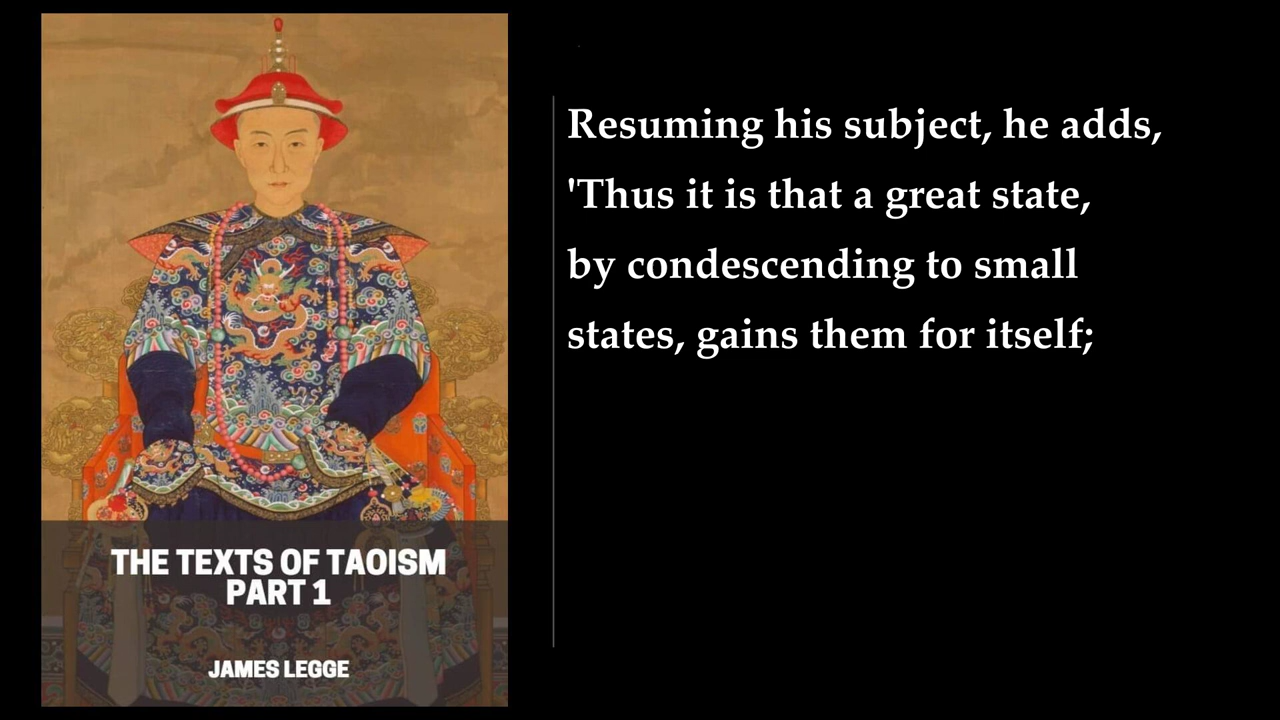 Resuming his subject, he adds,
'Thus it is that a great state,
by condescending to small
states, gains them for itself;
THE TEXTS OF TAOISM
PART 1
JAMES LEGGE